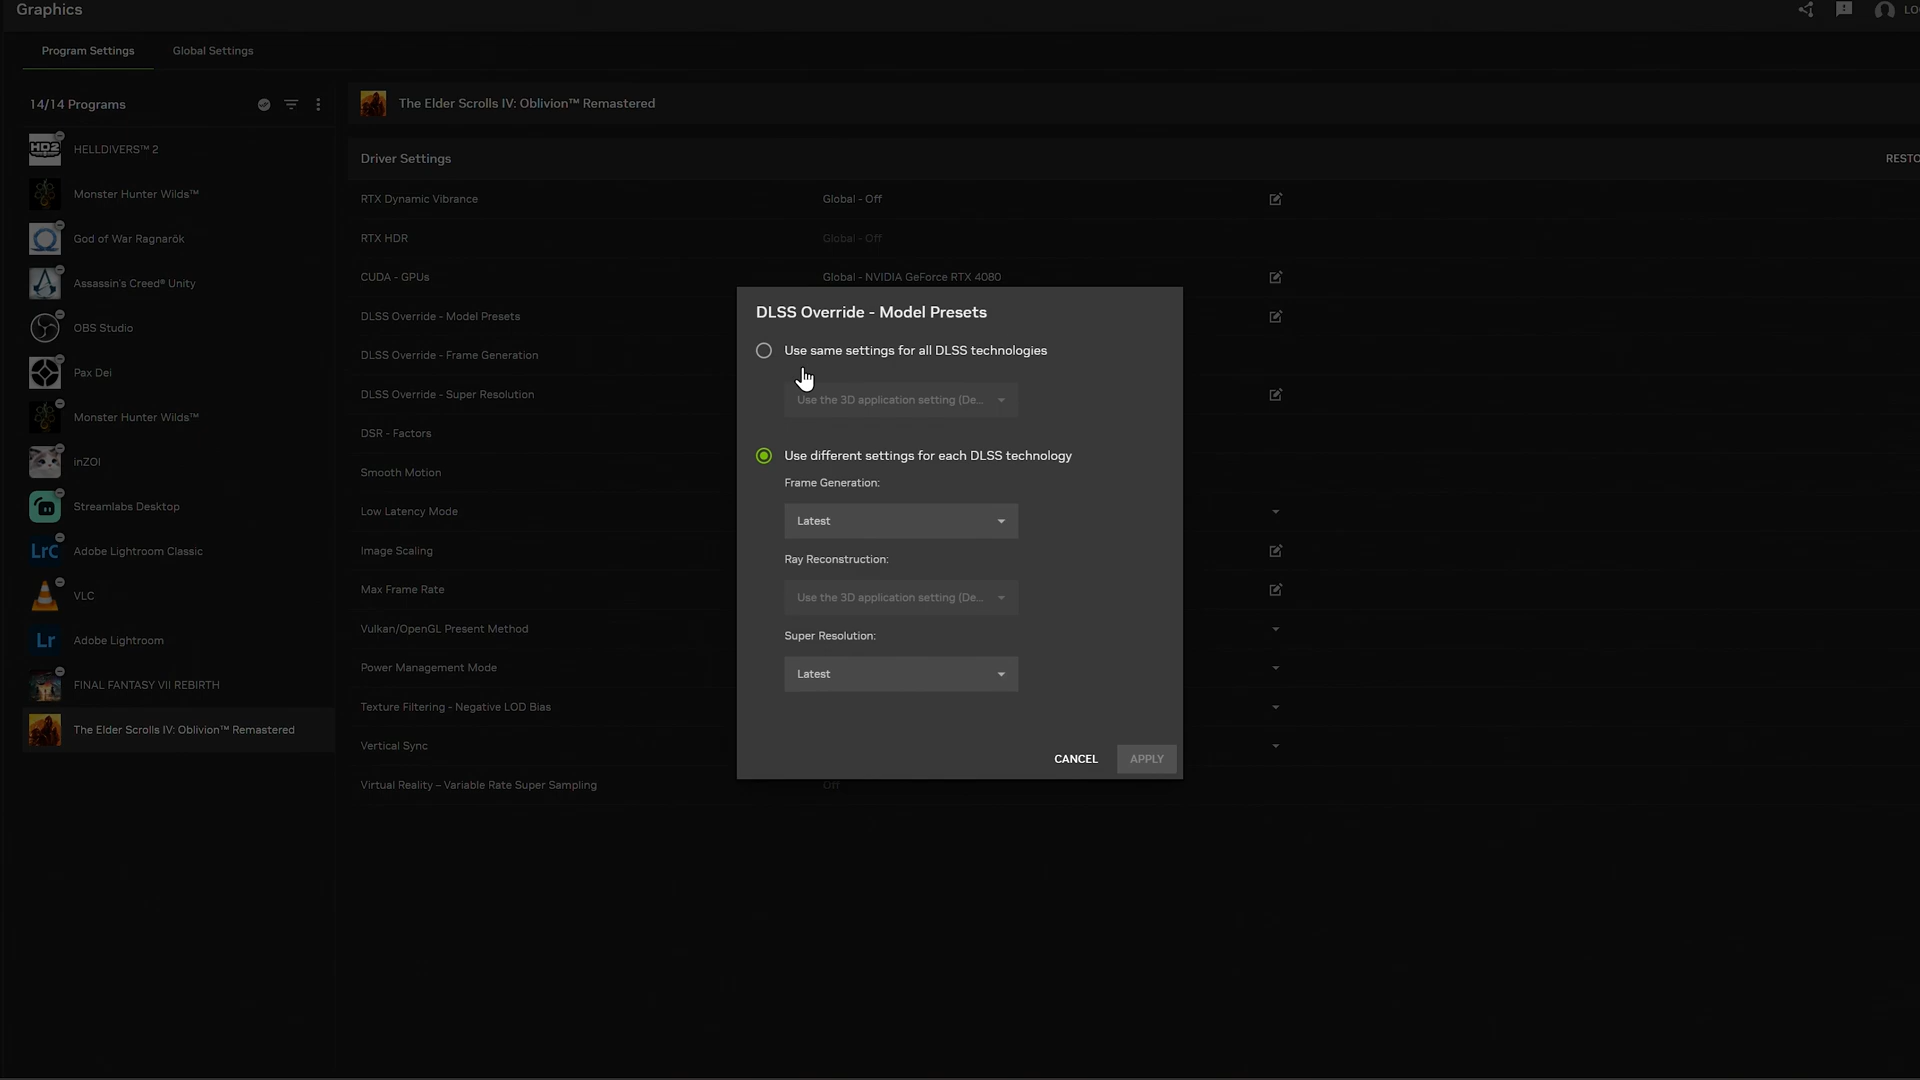 Graphics
LO
Program Settings
Global Settings
14/14 Programs
HD2
HELLDIVERS™ 2
Monster Hunter Wilds™
God of War Ragnarök
Assassin's Creed® Unity
OBS Studio
Pax Dei
Monster Hunter Wilds™
inZOI
Streamlabs Desktop
LrC
Adobe Lightroom Classic
VLC
Lr
Adobe Lightroom
FINAL FANTASY VII REBIRTH
The Elder Scrolls IV: Oblivion™ Remastered
The Elder Scrolls IV: Oblivion™ Remastered
Driver Settings
RESTO
RTX Dynamic Vibrance
Global - Off
RTX HDR
Global - Off
CUDA - GPUs
Global - NVIDIA GeForce RTX 4080
DLSS Override - Model Presets
DLSS Override - Frame Generation
DLSS Override - Super Resolution
DSR - Factors
Smooth Motion
Low Latency Mode
Image Scaling
Max Frame Rate
Vulkan/OpenGL Present Method
Power Management Mode
Texture Filtering - Negative LOD Bias
Vertical Sync
Virtual Reality – Variable Rate Super Sampling
Off
DLSS Override - Model Presets
Use same settings for all DLSS technologies
Use the 3D application setting (De...
Use different settings for each DLSS technology
Frame Generation:
Latest
Ray Reconstruction:
Use the 3D application setting (De...
Super Resolution:
Latest
CANCEL
APPLY